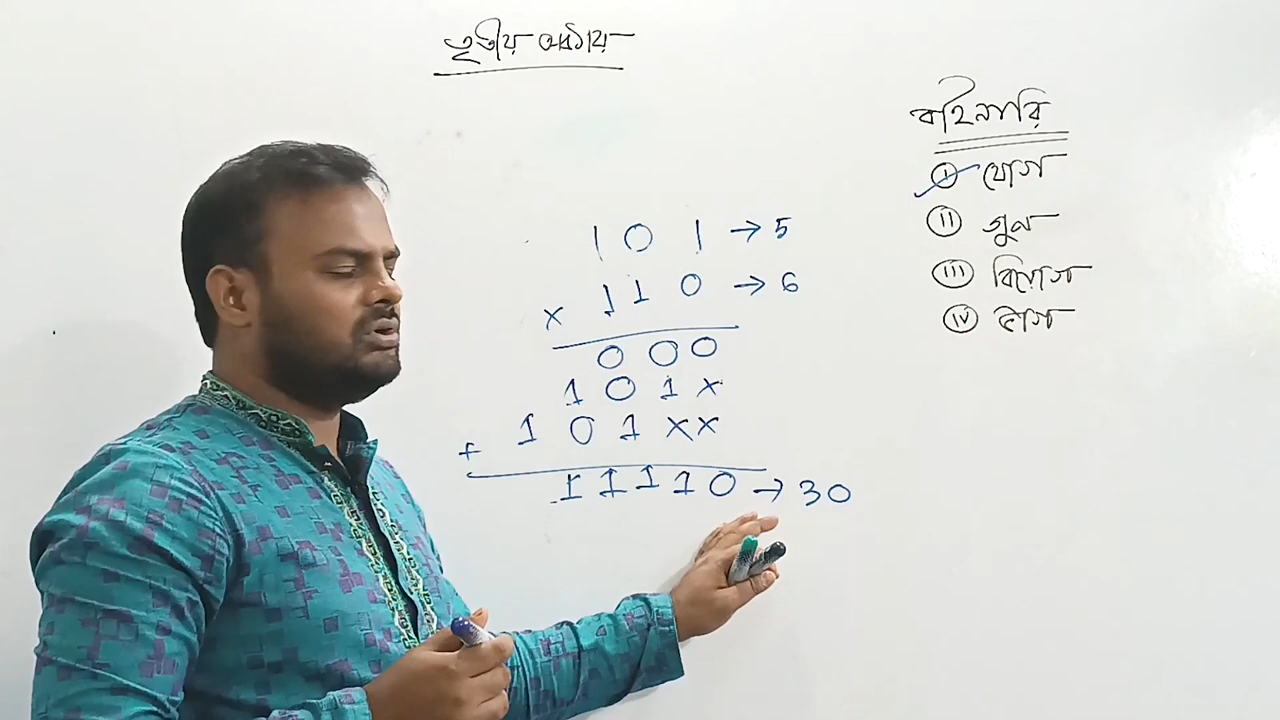 তৃতীয় অধ্যায়
বাইনারি
i যোগ
ii গুন
iii বিয়োগ
iv ভাগ
1 0 1 → 5
x 1 1 0 → 6
0 0 0
1 0 1 x
+ 1 0 1 x x
1 1 1 1 0 → 30